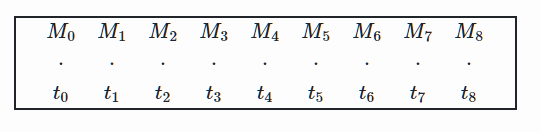 M₀ M₁ M₂ M₃ M₄ M₅ M₆ M₇ M₈
. . . . . . . . .
t₀ t₁ t₂ t₃ t₄ t₅ t₆ t₇ t₈